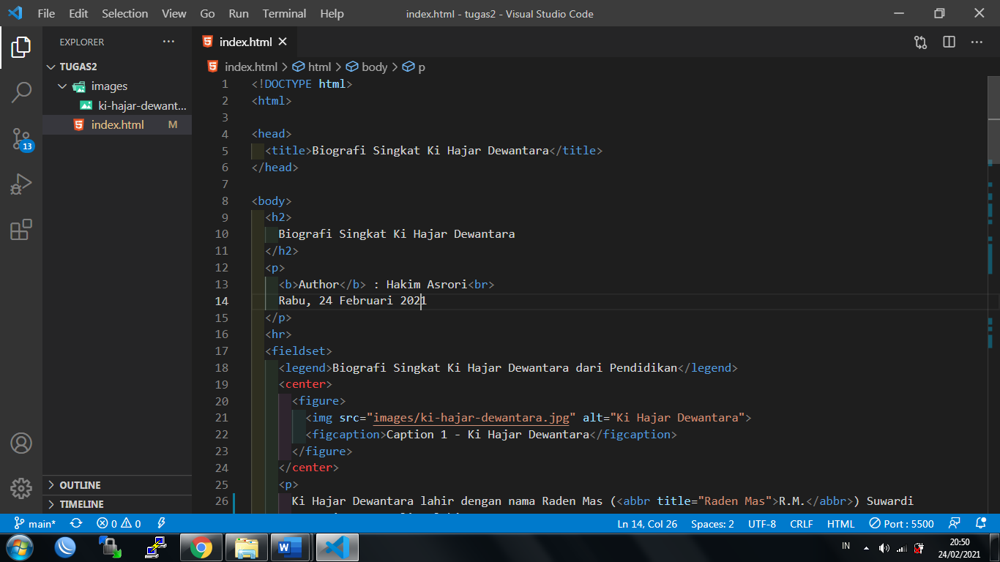 File Edit Selection View Go Run Terminal Help index.html - tugas2 - Visual Studio Code
EXPLORER
TUGAS2
images
ki-hajar-dewant...
index.html M
OUTLINE
TIMELINE
13
index.html
index.html > html > body > p
1 <!DOCTYPE html>
2 <html>
3
4 <head>
5 <title>Biografi Singkat Ki Hajar Dewantara</title>
6 </head>
7
8 <body>
9 <h2>
10 Biografi Singkat Ki Hajar Dewantara
11 </h2>
12 <p>
13 <b>Author</b> : Hakim Asrori<br>
14 Rabu, 24 Februari 2021
15 </p>
16 <hr>
17 <fieldset>
18 <legend>Biografi Singkat Ki Hajar Dewantara dari Pendidikan</legend>
19 <center>
20 <figure>
21 <img src="images/ki-hajar-dewantara.jpg" alt="Ki Hajar Dewantara">
22 <figcaption>Caption 1 - Ki Hajar Dewantara</figcaption>
23 </figure>
24 </center>
25 <p>
26 Ki Hajar Dewantara lahir dengan nama Raden Mas (<abbr title="Raden Mas">R.M.</abbr>) Suwardi
main* 0 0 Ln 14, Col 26 Spaces: 2 UTF-8 CRLF HTML Port : 5500
IN 20:50
24/02/2021